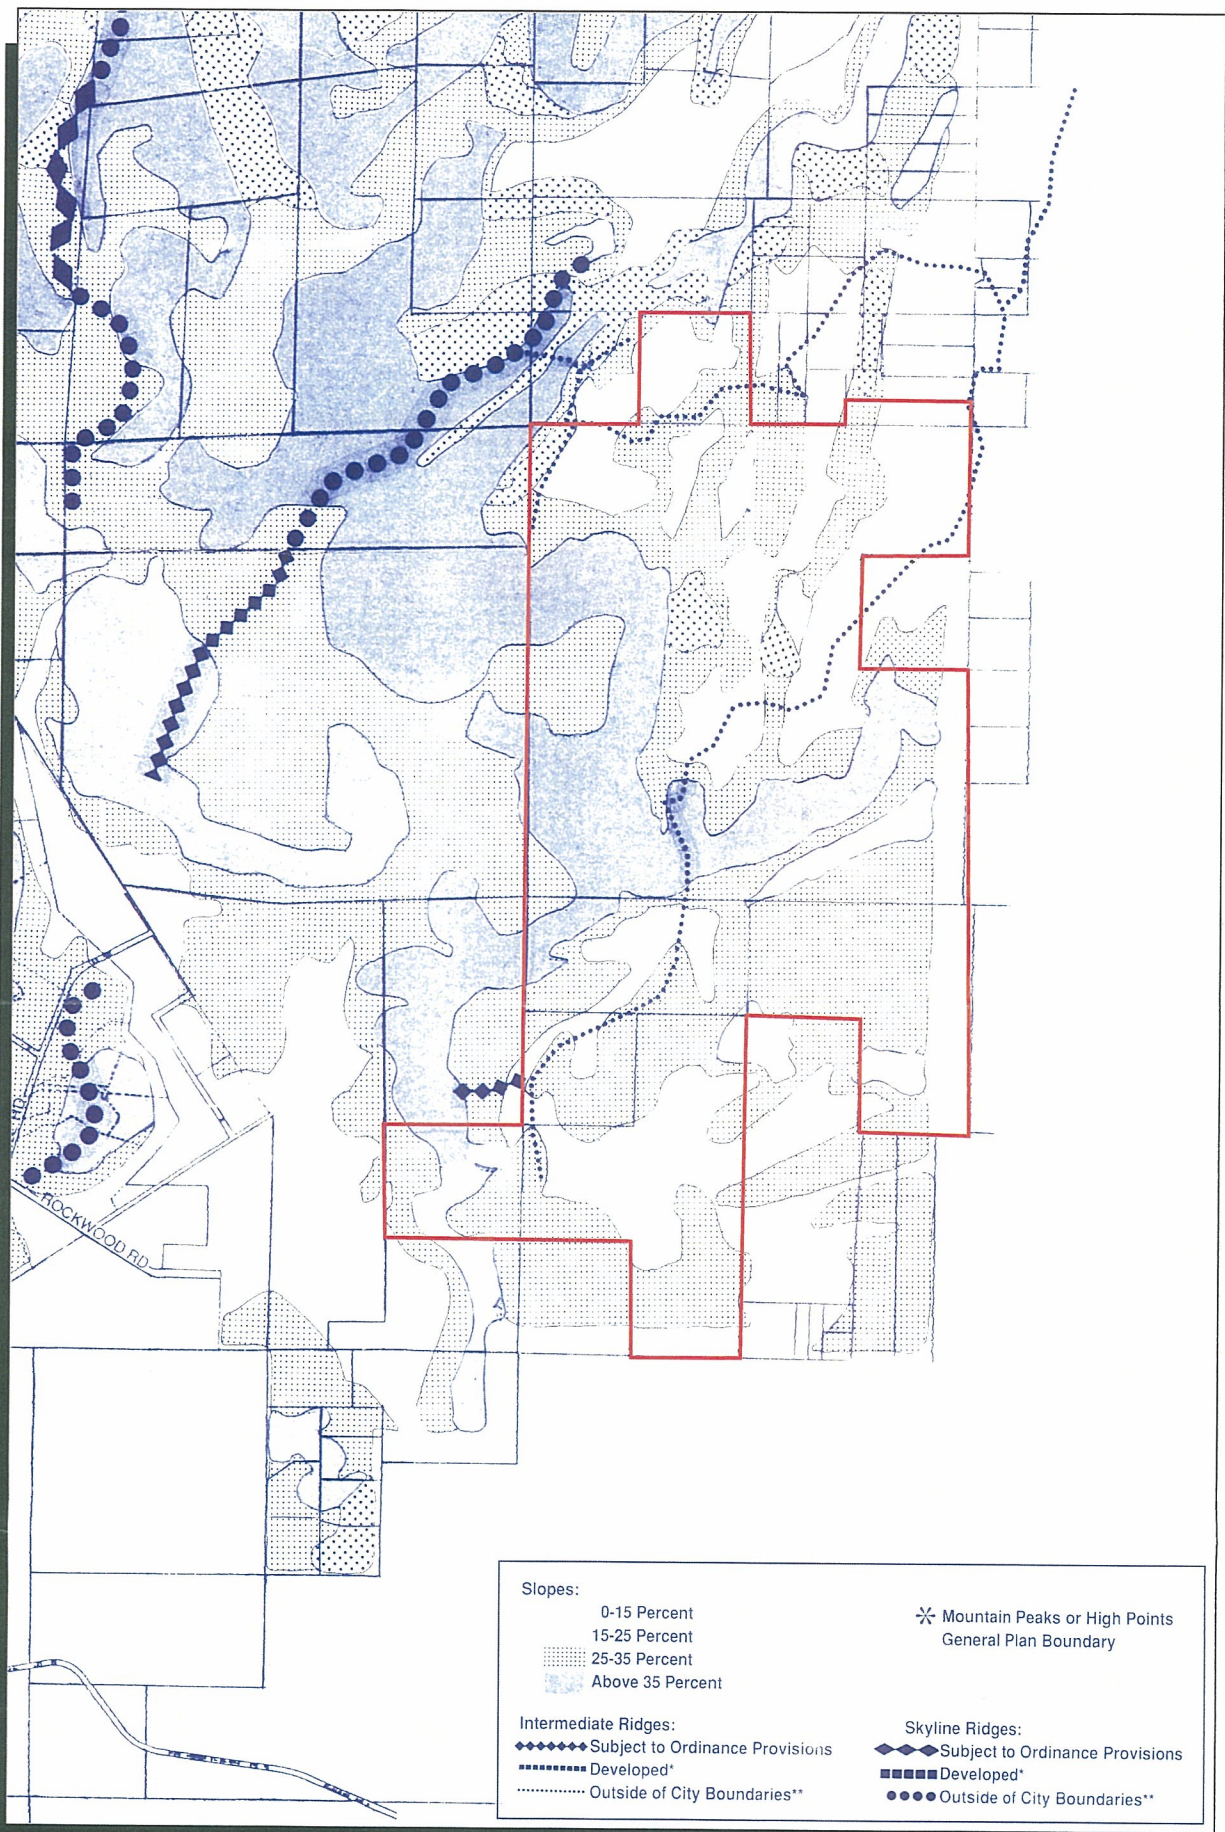 RD
ROCKWOOD RD
Slopes:
0-15 Percent
15-25 Percent
25-35 Percent
Above 35 Percent
Mountain Peaks or High Points
General Plan Boundary
Intermediate Ridges:
Subject to Ordinance Provisions
Developed*
Outside of City Boundaries**
Skyline Ridges:
Subject to Ordinance Provisions
Developed*
Outside of City Boundaries**